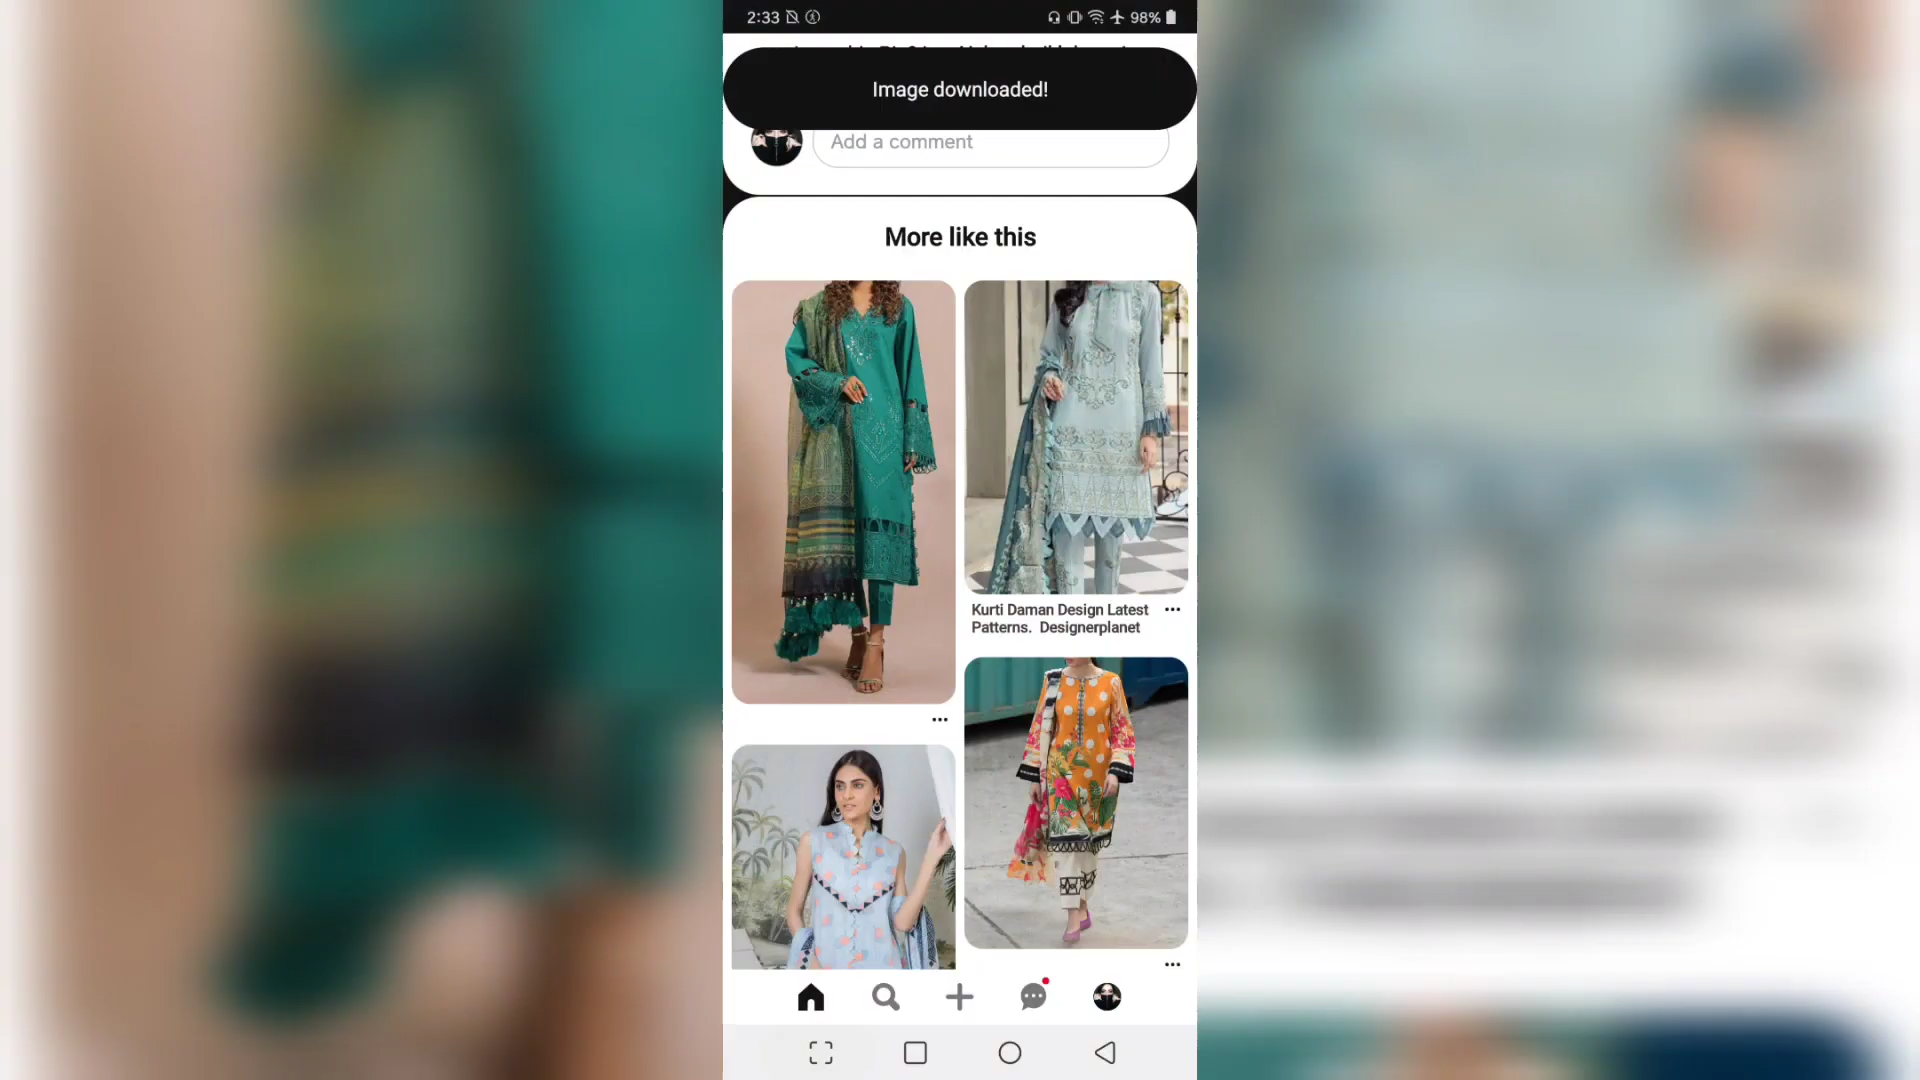 2:33
98%
Image downloaded!
Add a comment
More like this
Kurti Daman Design Latest
Patterns. Designerplanet